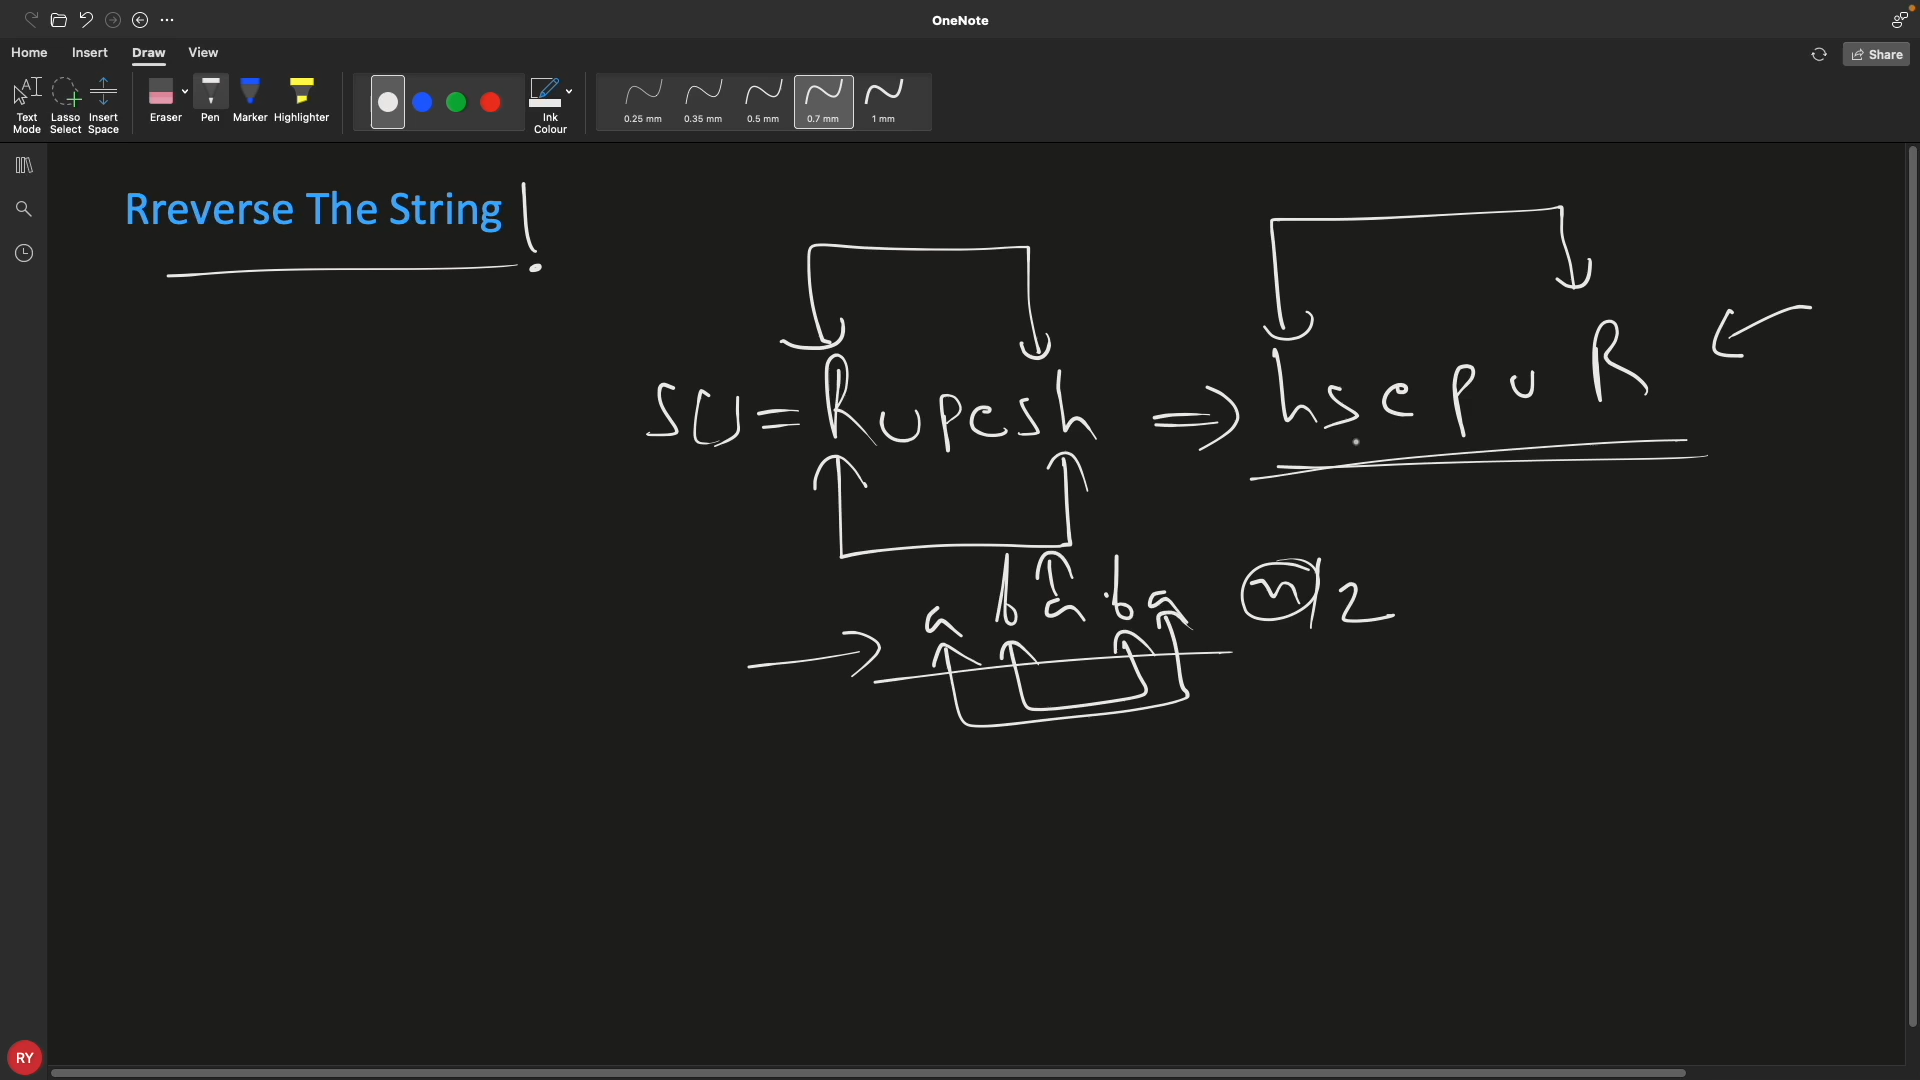 OneNote
Home Insert Draw View
Share
Text Mode
Lasso Select
Insert Space
Eraser
Pen
Marker
Highlighter
Ink Colour
0.25 mm
0.35 mm
0.5 mm
0.7 mm
1 mm
Rreverse The String !
S[] = Rupesh ⇒ hsepuR
a b a b a
n/2
RY